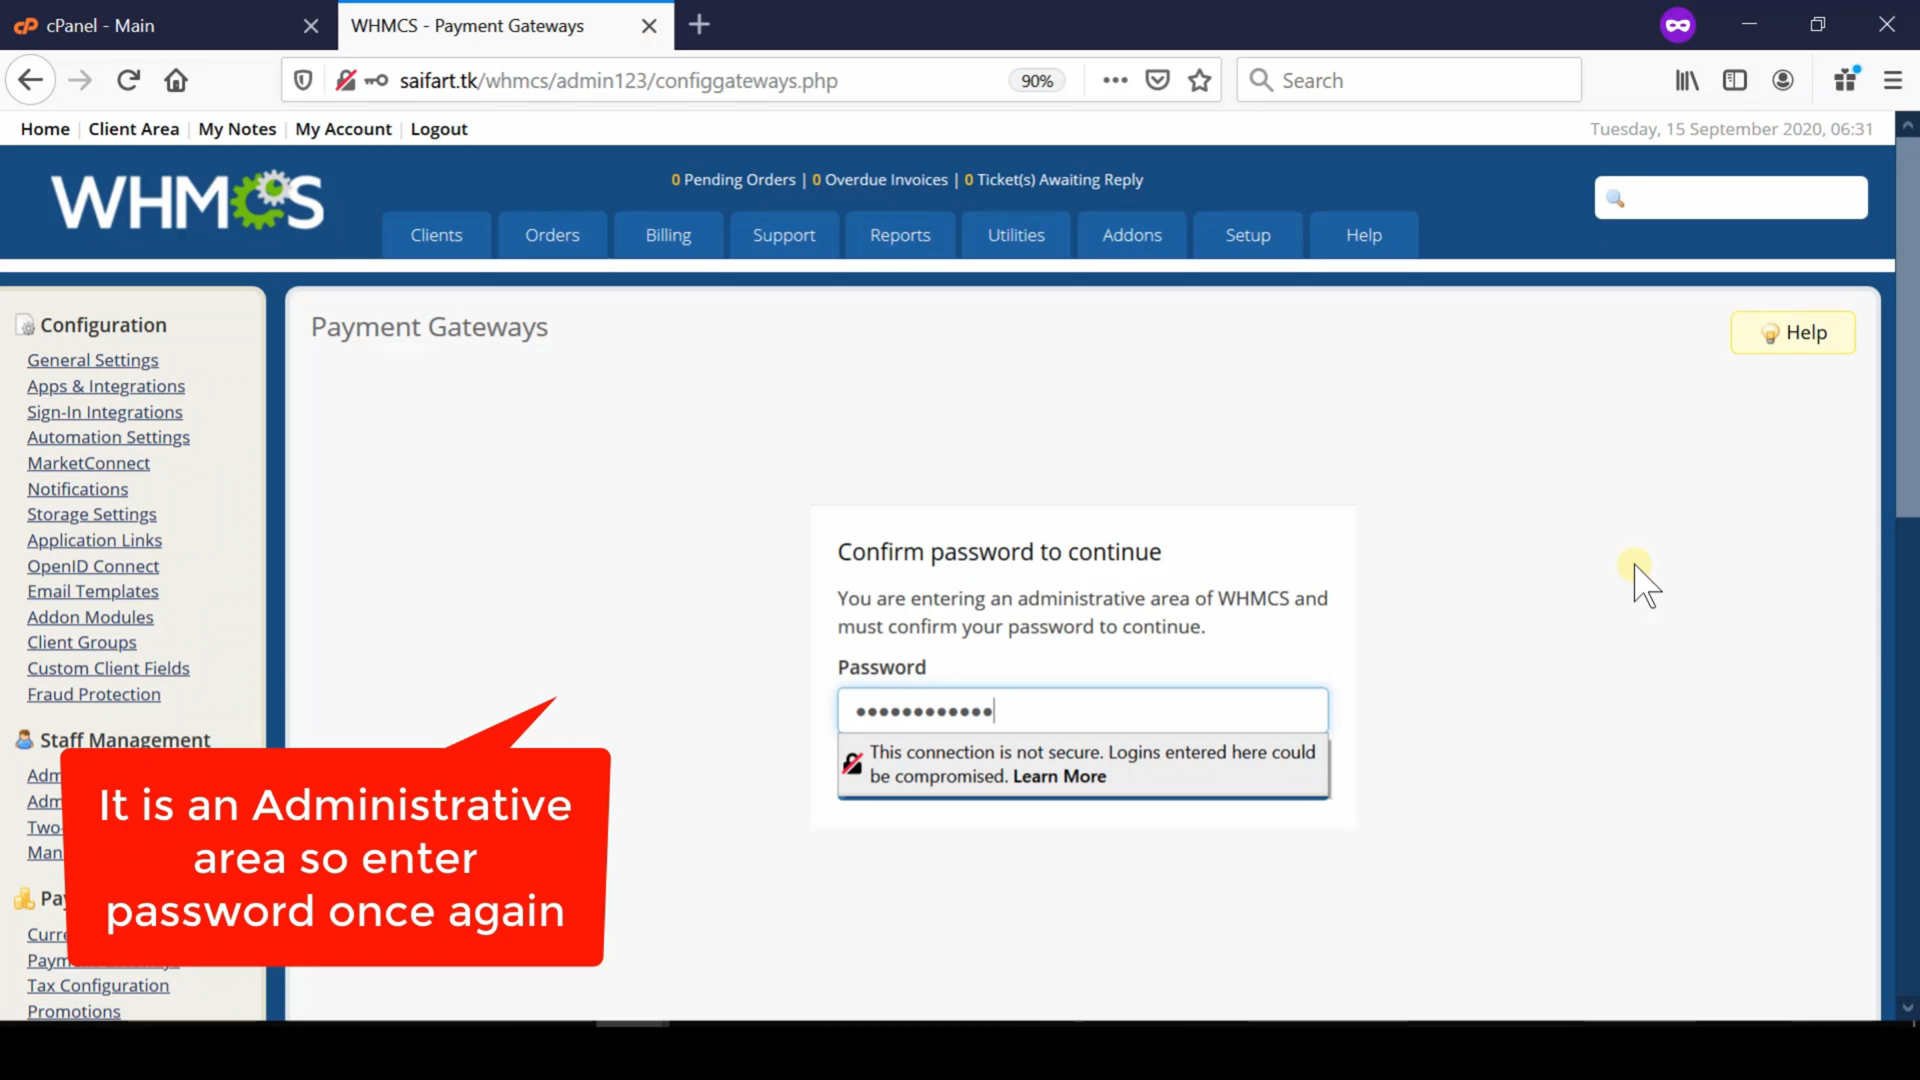 cPanel - Main
WHMCS - Payment Gateways
saifart.tk/whmcs/admin123/configgateways.php
90%
Search
Home | Client Area | My Notes | My Account | Logout
Tuesday, 15 September 2020, 06:31
WHMCS
0 Pending Orders | 0 Overdue Invoices | 0 Ticket(s) Awaiting Reply
Clients
Orders
Billing
Support
Reports
Utilities
Addons
Setup
Help
Configuration
General Settings
Apps & Integrations
Sign-In Integrations
Automation Settings
MarketConnect
Notifications
Storage Settings
Application Links
OpenID Connect
Email Templates
Addon Modules
Client Groups
Custom Client Fields
Fraud Protection
Staff Management
Tax Configuration
Promotions
Payment Gateways
Help
Confirm password to continue
You are entering an administrative area of WHMCS and
must confirm your password to continue.
Password
••••••••••••
This connection is not secure. Logins entered here could
be compromised. Learn More
It is an Administrative
area so enter
password once again